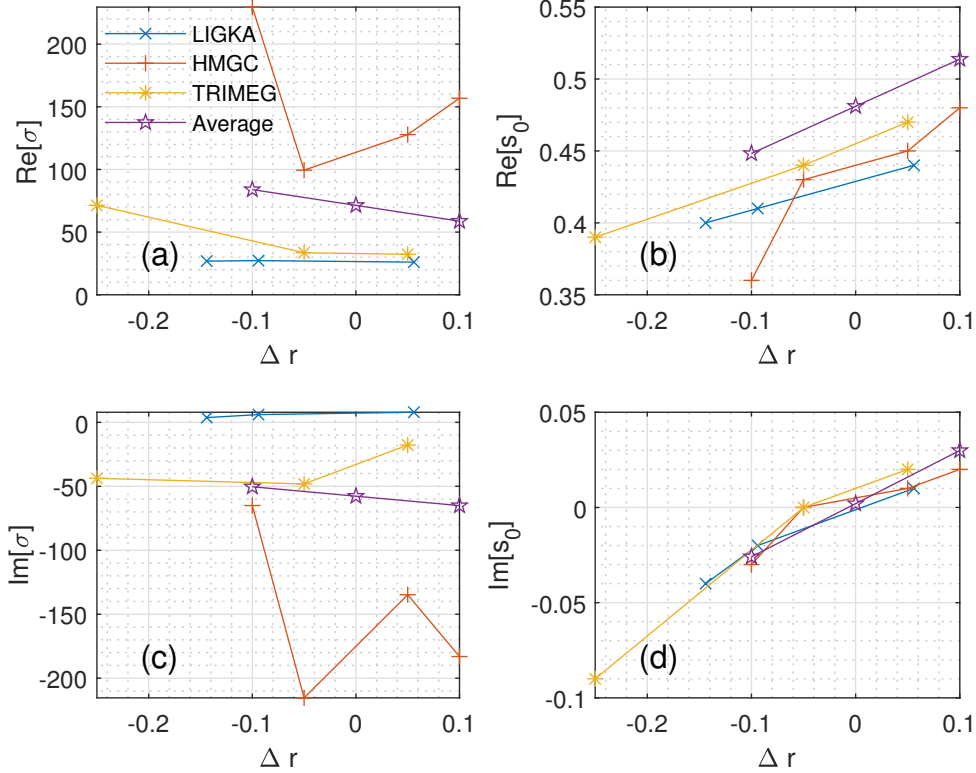 Re[σ]
200
150
100
50
0
LIGKA
HMGC
TRIMEG
Average
(a)
-0.2 -0.1 0 0.1
Δ r
Re[s0]
0.55
0.5
0.45
0.4
0.35
(b)
-0.2 -0.1 0 0.1
Δ r
Im[σ]
0
-50
-100
-150
-200
(c)
-0.2 -0.1 0 0.1
Δ r
Im[s0]
0.05
0
-0.05
-0.1
(d)
-0.2 -0.1 0 0.1
Δ r